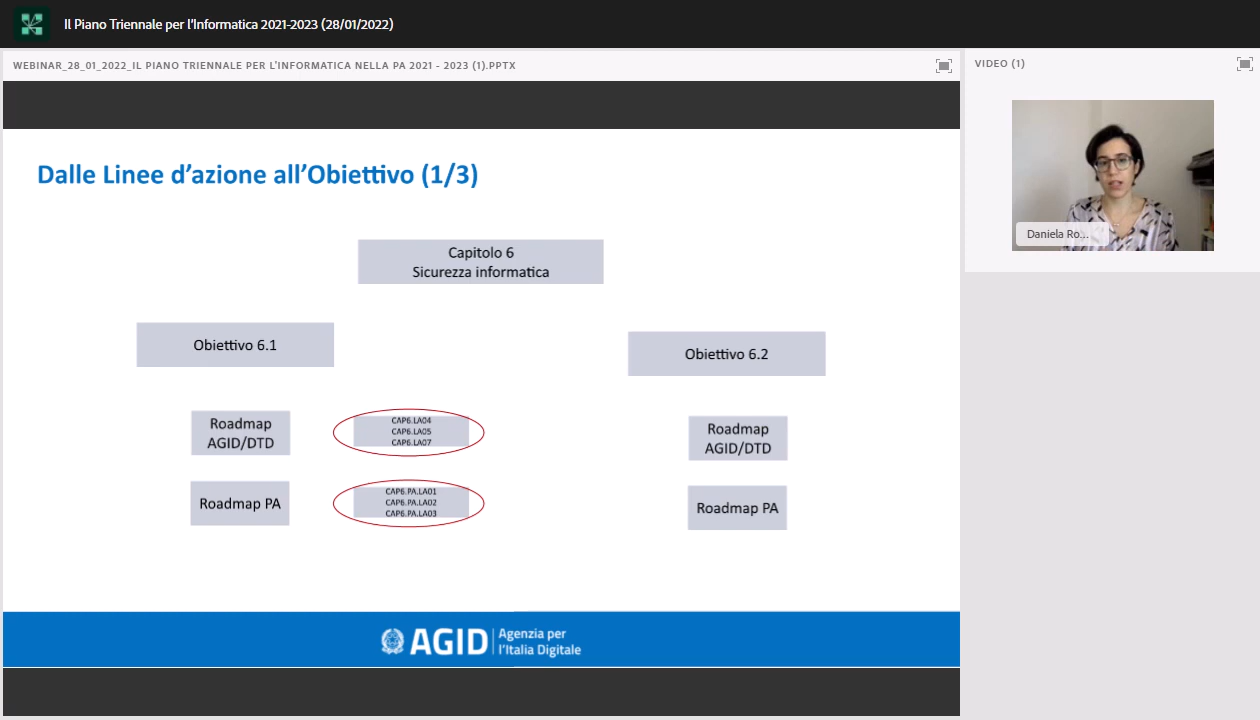 Il Piano Triennale per l'Informatica 2021-2023 (28/01/2022)
WEBINAR_28_01_2022_IL PIANO TRIENNALE PER L'INFORMATICA NELLA PA 2021 - 2023 (1).PPTX
VIDEO (1)
Daniela Ro...
Dalle Linee d'azione all'Obiettivo (1/3)
Capitolo 6
Sicurezza informatica
Obiettivo 6.1
Obiettivo 6.2
Roadmap
AGID/DTD
CAP6.LA04
CAP6.LA05
CAP6.LA07
Roadmap
AGID/DTD
Roadmap PA
CAP6.PA.LA01
CAP6.PA.LA02
CAP6.PA.LA03
Roadmap PA
AGID
Agenzia per
l'Italia Digitale